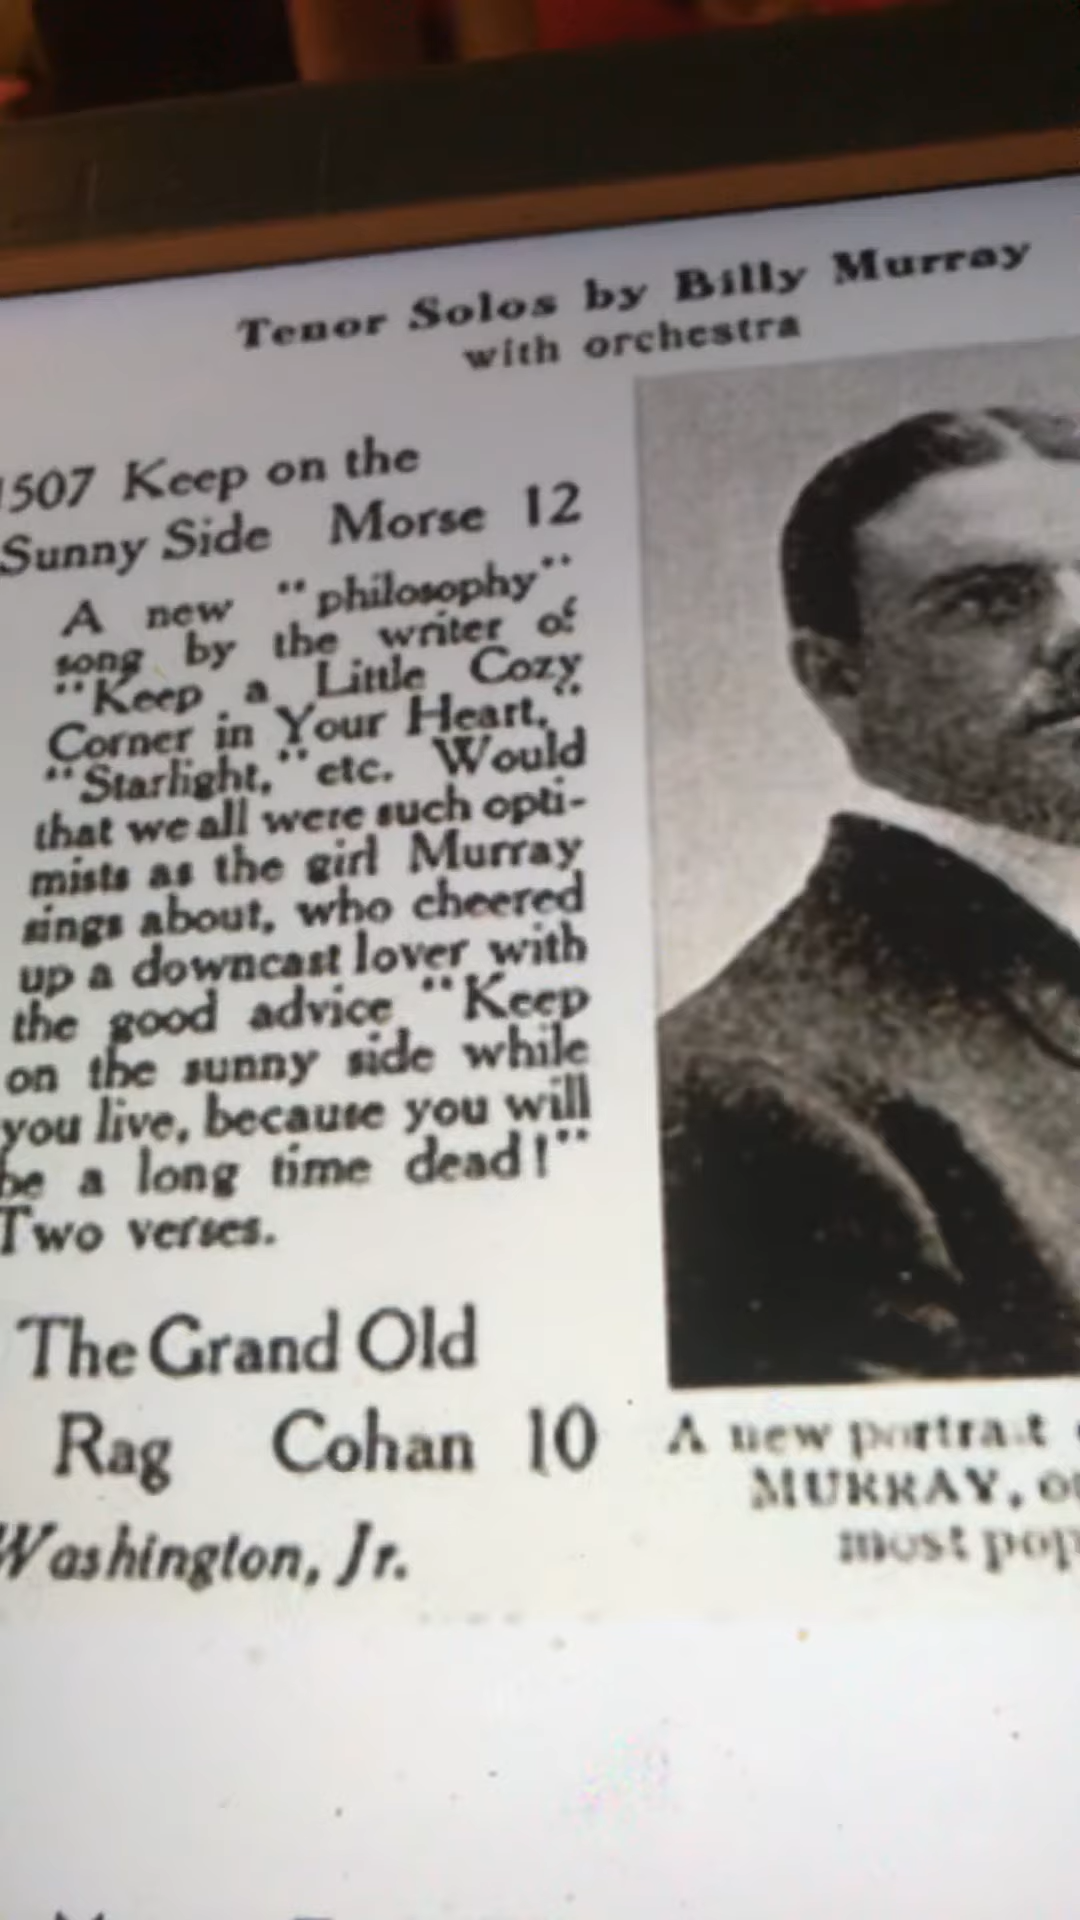 Tenor Solos by Billy Murray
with orchestra
1507 Keep on the
Sunny Side Morse 12
A new "philosophy"
song by the writer of
"Keep a Little Cozy
Corner in Your Heart,"
"Starlight," etc. Would
that we all were such opti-
mists as the girl Murray
sings about, who cheered
up a downcast lover with
the good advice "Keep
on the sunny side while
you live, because you will
be a long time dead!"
Two verses.
The Grand Old
Rag Cohan 10
Washington, Jr.
A new portrait
MURRAY,
most